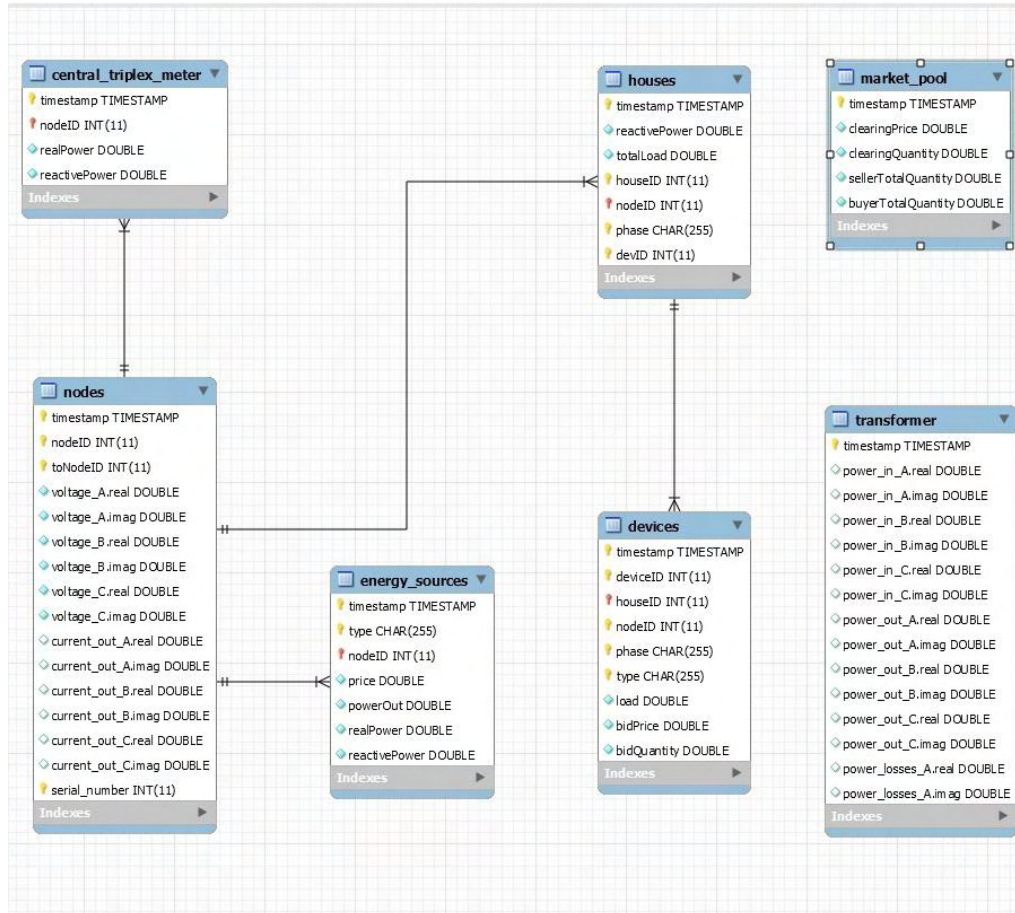 central_triplex_meter
timestamp TIMESTAMP
nodeID INT(11)
realPower DOUBLE
reactivePower DOUBLE
Indexes
houses
timestamp TIMESTAMP
reactivePower DOUBLE
totalLoad DOUBLE
houseID INT(11)
nodeID INT(11)
phase CHAR(255)
devID INT(11)
Indexes
market_pool
timestamp TIMESTAMP
clearingPrice DOUBLE
clearingQuantity DOUBLE
sellerTotalQuantity DOUBLE
buyerTotalQuantity DOUBLE
Indexes
nodes
timestamp TIMESTAMP
nodeID INT(11)
toNodeID INT(11)
voltage_A.real DOUBLE
voltage_A.imag DOUBLE
voltage_B.real DOUBLE
voltage_B.imag DOUBLE
voltage_C.real DOUBLE
voltage_C.imag DOUBLE
current_out_A.real DOUBLE
current_out_A.imag DOUBLE
current_out_B.real DOUBLE
current_out_B.imag DOUBLE
current_out_C.real DOUBLE
current_out_C.imag DOUBLE
serial_number INT(11)
Indexes
energy_sources
timestamp TIMESTAMP
type CHAR(255)
nodeID INT(11)
price DOUBLE
powerOut DOUBLE
realPower DOUBLE
reactivePower DOUBLE
Indexes
devices
timestamp TIMESTAMP
deviceID INT(11)
houseID INT(11)
nodeID INT(11)
phase CHAR(255)
type CHAR(255)
load DOUBLE
bidPrice DOUBLE
bidQuantity DOUBLE
Indexes
transformer
timestamp TIMESTAMP
power_in_A.real DOUBLE
power_in_A.imag DOUBLE
power_in_B.real DOUBLE
power_in_B.imag DOUBLE
power_in_C.real DOUBLE
power_in_C.imag DOUBLE
power_out_A.real DOUBLE
power_out_A.imag DOUBLE
power_out_B.real DOUBLE
power_out_B.imag DOUBLE
power_out_C.real DOUBLE
power_out_C.imag DOUBLE
power_losses_A.real DOUBLE
power_losses_A.imag DOUBLE
Indexes